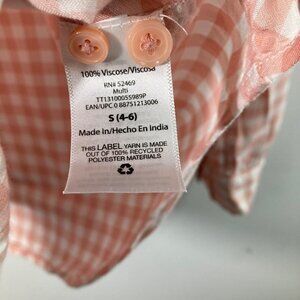 100% Viscose/Viscosa
RN# 52469
Multi
TT13100055989P
EAN/UPC 0 88751213006
S (4-6)
Made In/Hecho En India
THIS LABEL YARN IS MADE
OUT OF 100% RECYCLED
POLYESTER MATERIALS